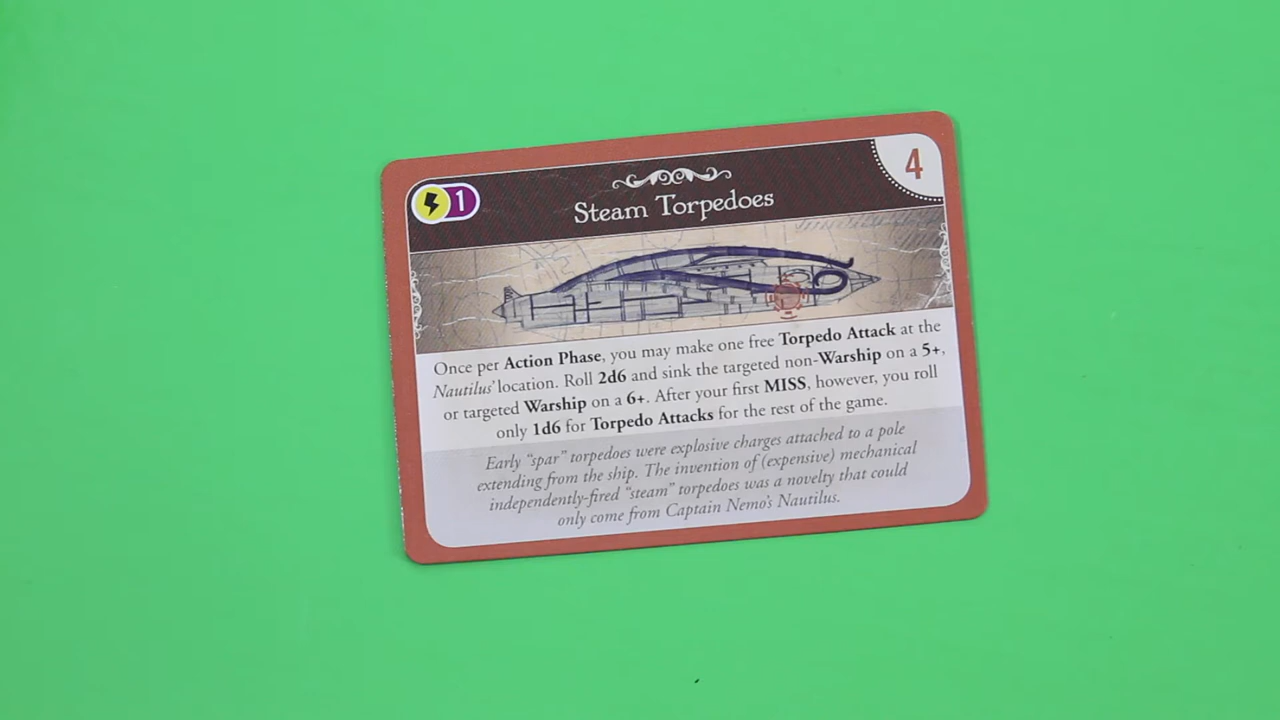 1
4
Steam Torpedoes
Once per Action Phase, you may make one free Torpedo Attack at the
Nautilus' location. Roll 2d6 and sink the targeted non-Warship on a 5+,
or targeted Warship on a 6+. After your first MISS, however, you roll
only 1d6 for Torpedo Attacks for the rest of the game.
Early “spar” torpedoes were explosive charges attached to a pole
extending from the ship. The invention of (expensive) mechanical
independently-fired “steam” torpedoes was a novelty that could
only come from Captain Nemo's Nautilus.